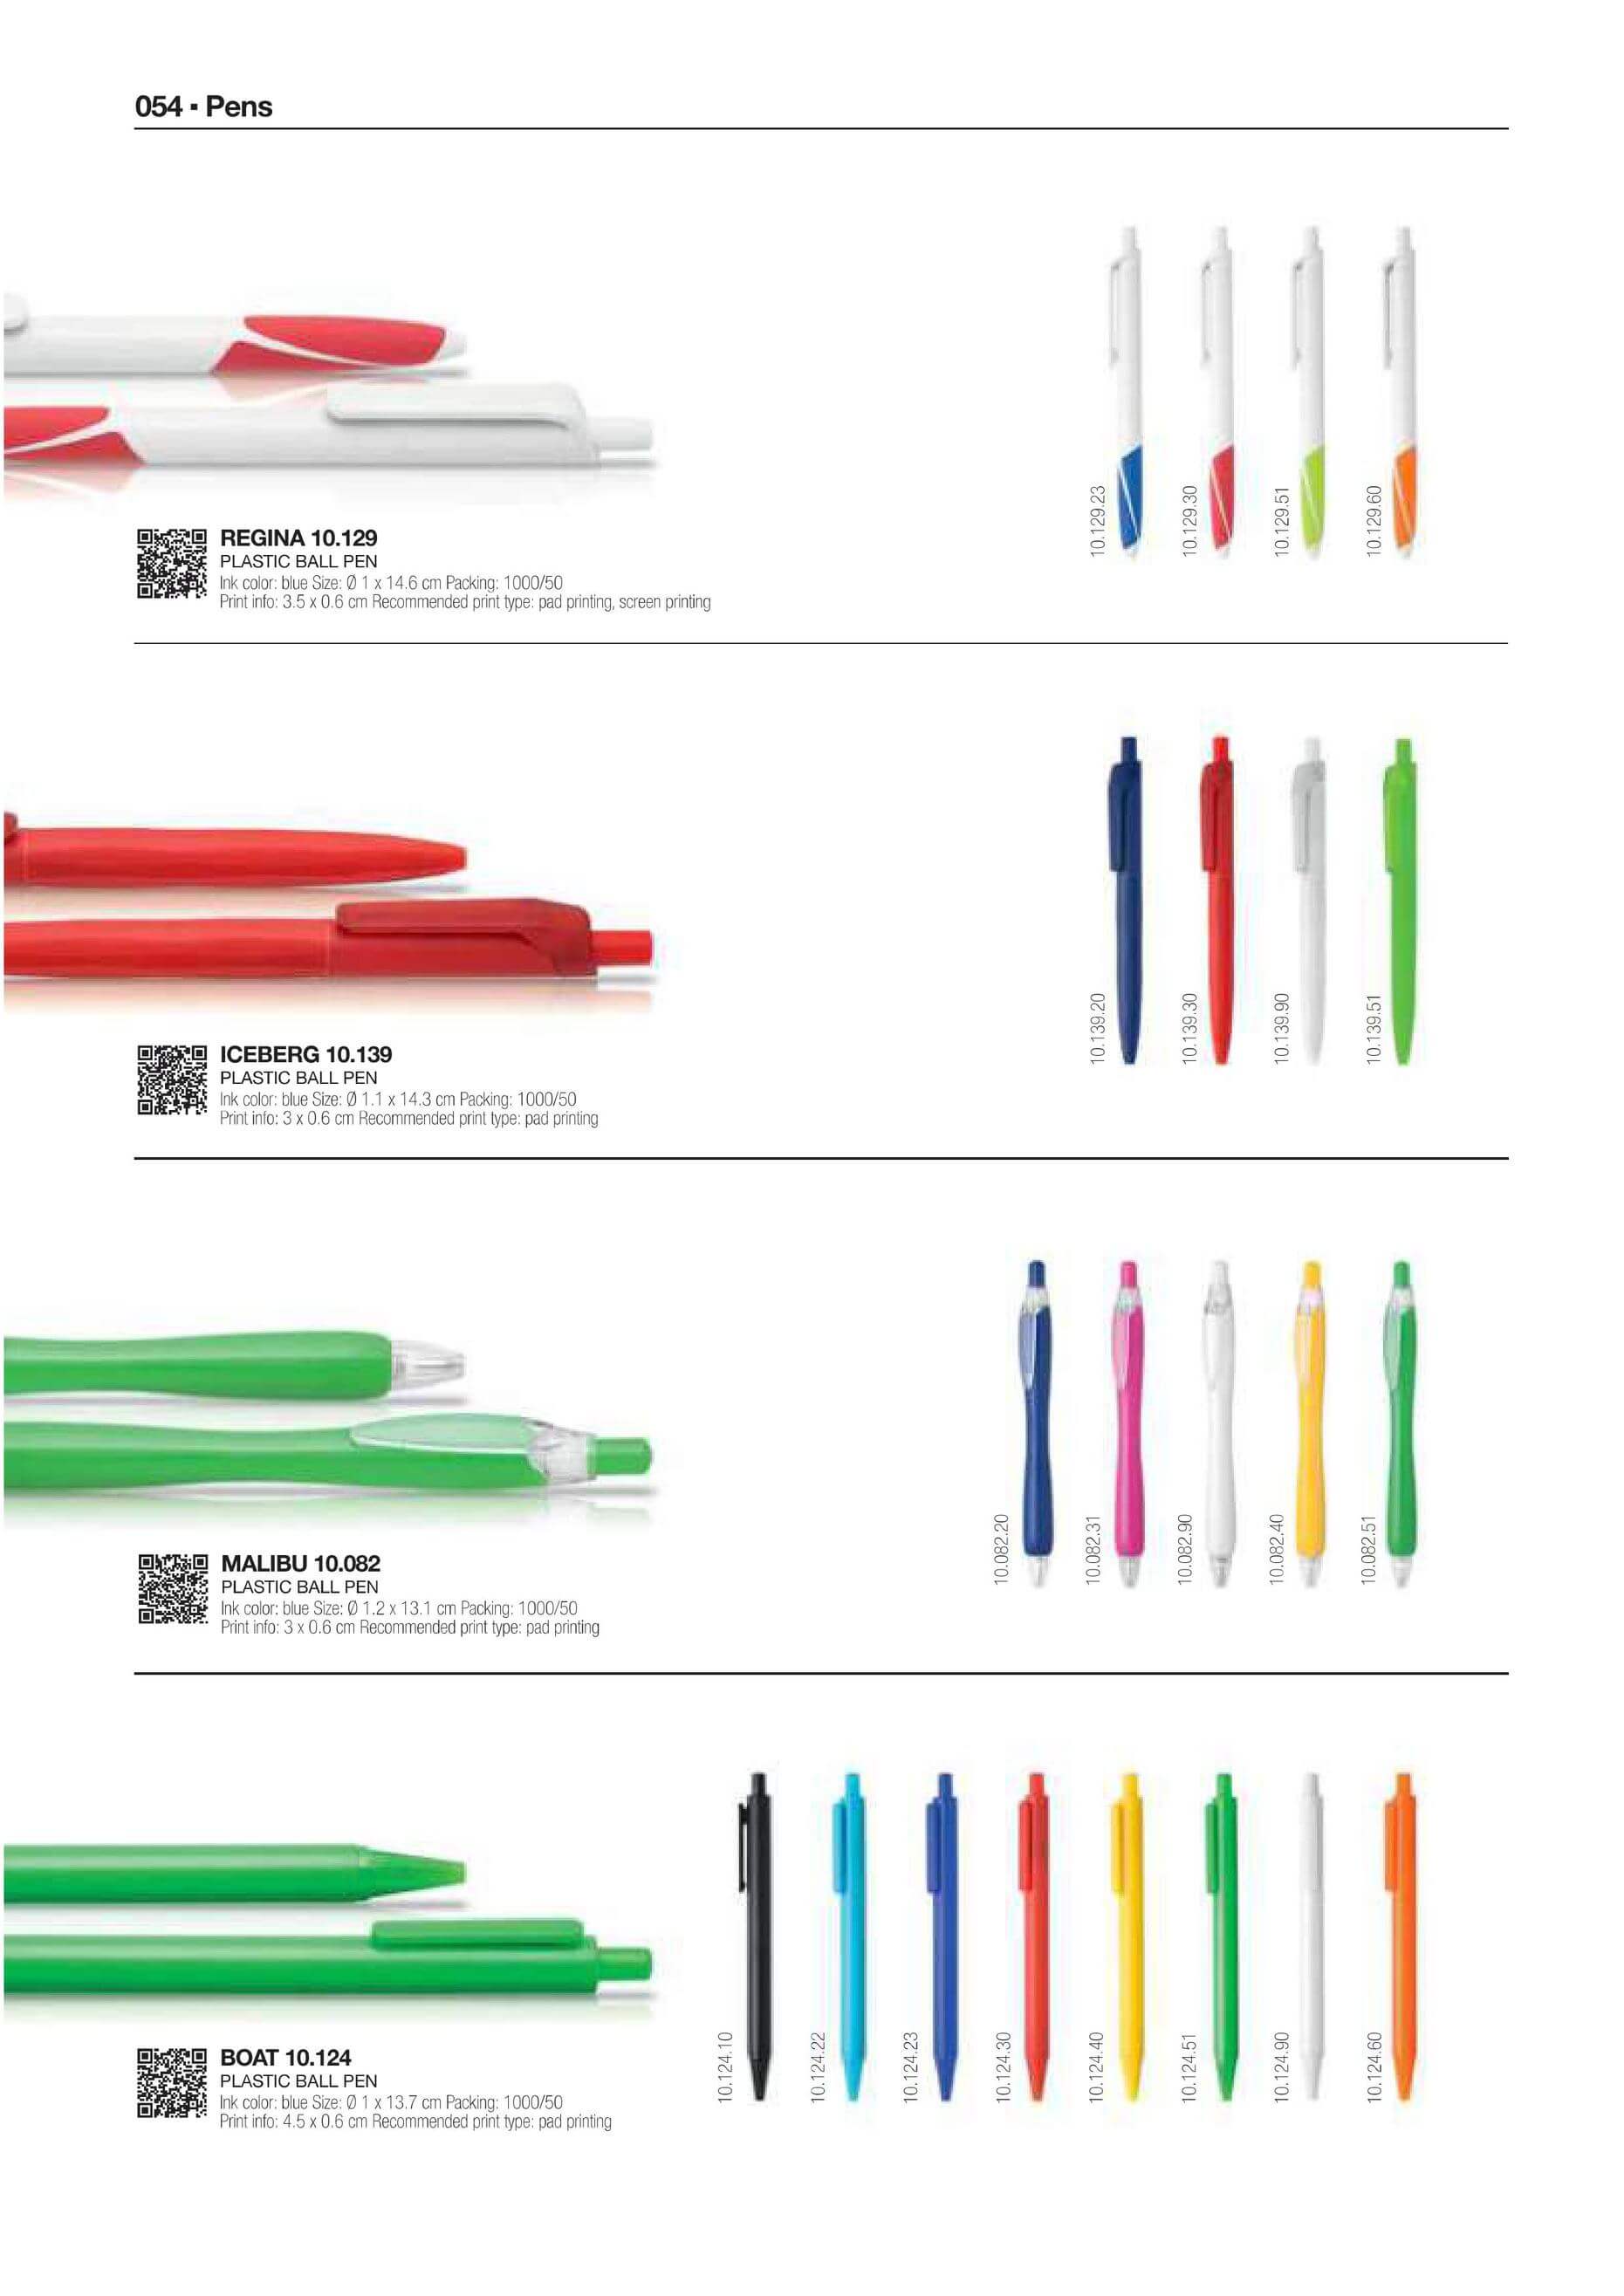 054 ▪ Pens
10.129.23
10.129.30
10.129.51
10.129.60
REGINA 10.129
PLASTIC BALL PEN
Ink color: blue Size: Ø 1 x 14.6 cm Packing: 1000/50
Print info: 3.5 x 0.6 cm Recommended print type: pad printing, screen printing
10.139.20
10.139.30
10.139.90
10.139.51
ICEBERG 10.139
PLASTIC BALL PEN
Ink color: blue Size: Ø 1.1 x 14.3 cm Packing: 1000/50
Print info: 3 x 0.6 cm Recommended print type: pad printing
10.082.20
10.082.31
10.082.90
10.082.40
10.082.51
MALIBU 10.082
PLASTIC BALL PEN
Ink color: blue Size: Ø 1.2 x 13.1 cm Packing: 1000/50
Print info: 3 x 0.6 cm Recommended print type: pad printing
10.124.10
10.124.22
10.124.23
10.124.30
10.124.40
10.124.51
10.124.90
10.124.60
BOAT 10.124
PLASTIC BALL PEN
Ink color: blue Size: Ø 1 x 13.7 cm Packing: 1000/50
Print info: 4.5 x 0.6 cm Recommended print type: pad printing